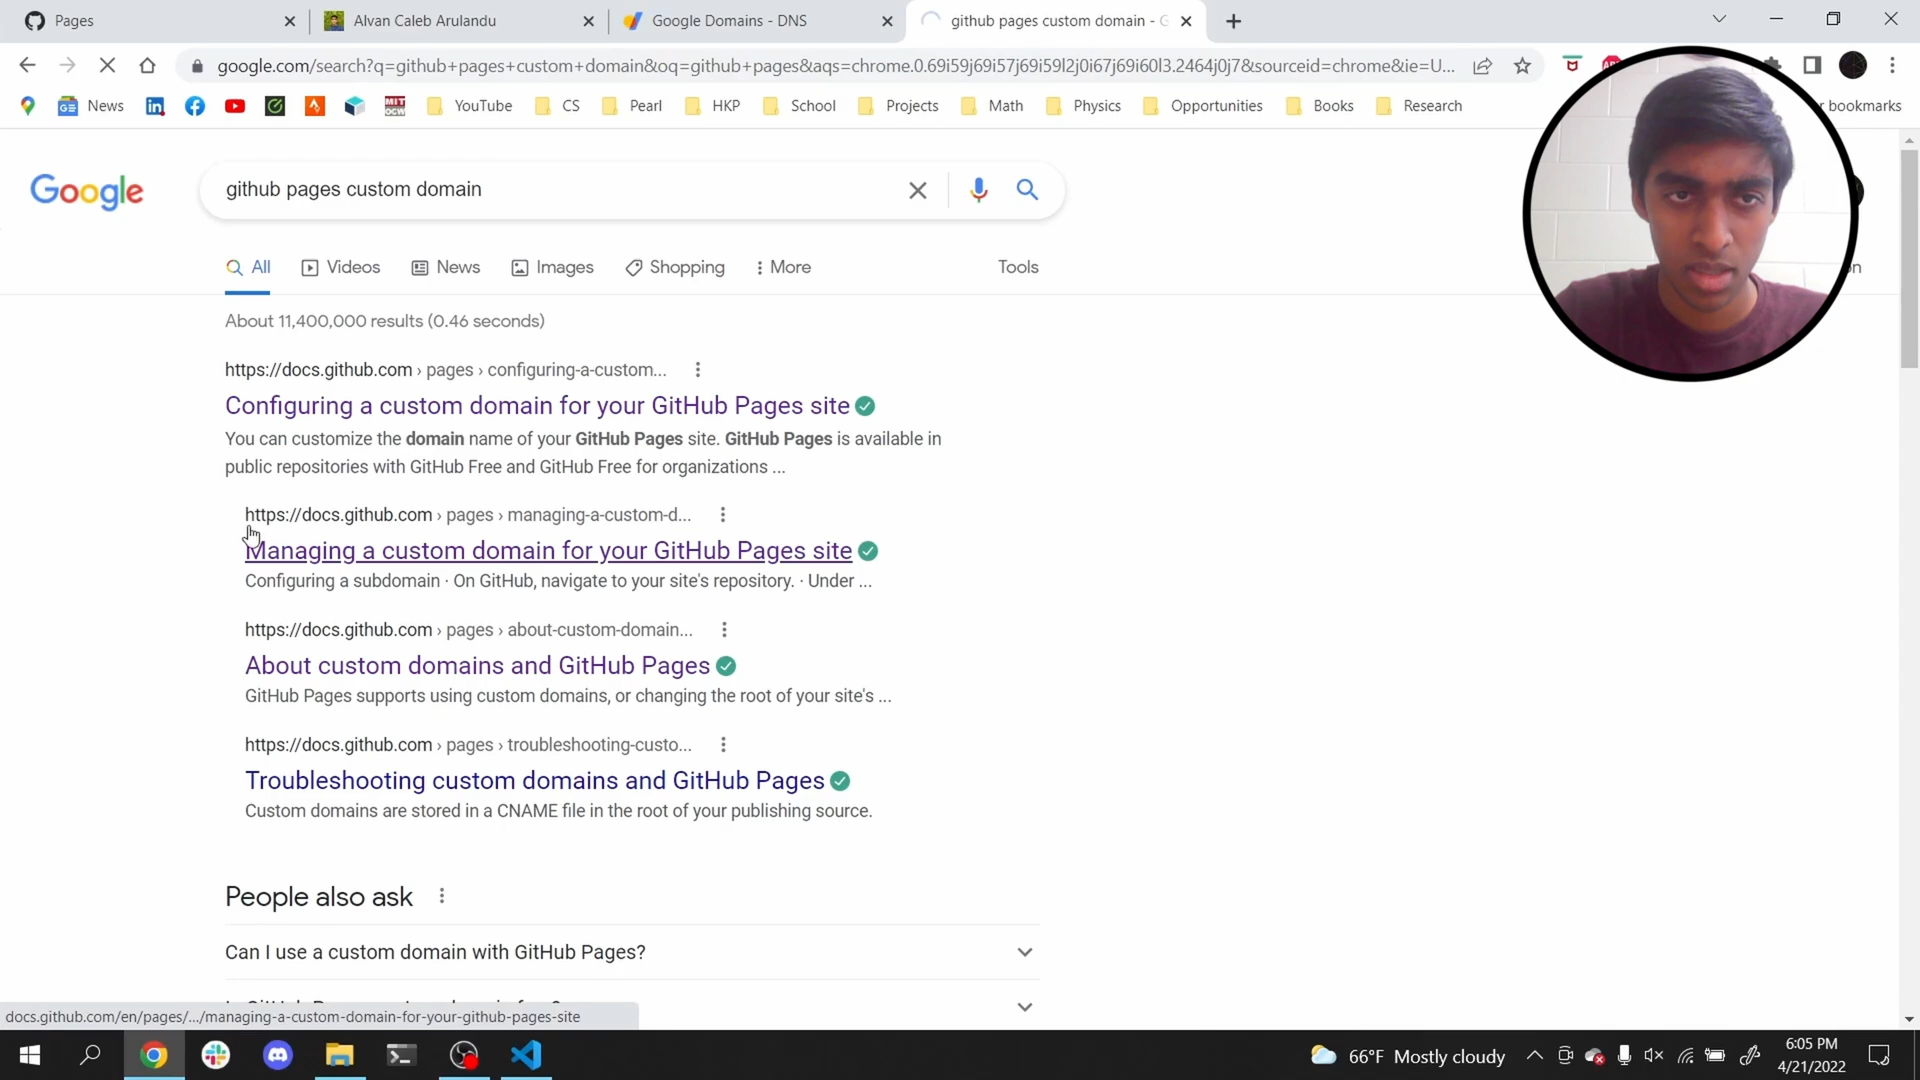 Pages
Alvan Caleb Arulandu
Google Domains - DNS
github pages custom domain - G
google.com/search?q=github+pages+custom+domain&oq=github+pages&aqs=chrome.0.69i59j69i57j69i59l2j0i67j69i60l3.2464j0j7&sourceid=chrome&ie=U...
News
MIT OCW
YouTube
CS
Pearl
HKP
School
Projects
Math
Physics
Opportunities
Books
Research
bookmarks
Google
github pages custom domain
All
Videos
News
Images
Shopping
More
Tools
About 11,400,000 results (0.46 seconds)
https://docs.github.com › pages › configuring-a-custom...
Configuring a custom domain for your GitHub Pages site
You can customize the domain name of your GitHub Pages site. GitHub Pages is available in
public repositories with GitHub Free and GitHub Free for organizations ...
https://docs.github.com › pages › managing-a-custom-d...
Managing a custom domain for your GitHub Pages site
Configuring a subdomain · On GitHub, navigate to your site's repository. · Under ...
https://docs.github.com › pages › about-custom-domain...
About custom domains and GitHub Pages
GitHub Pages supports using custom domains, or changing the root of your site's ...
https://docs.github.com › pages › troubleshooting-custo...
Troubleshooting custom domains and GitHub Pages
Custom domains are stored in a CNAME file in the root of your publishing source.
People also ask
Can I use a custom domain with GitHub Pages?
docs.github.com/en/pages/.../managing-a-custom-domain-for-your-github-pages-site
66°F Mostly cloudy
6:05 PM
4/21/2022